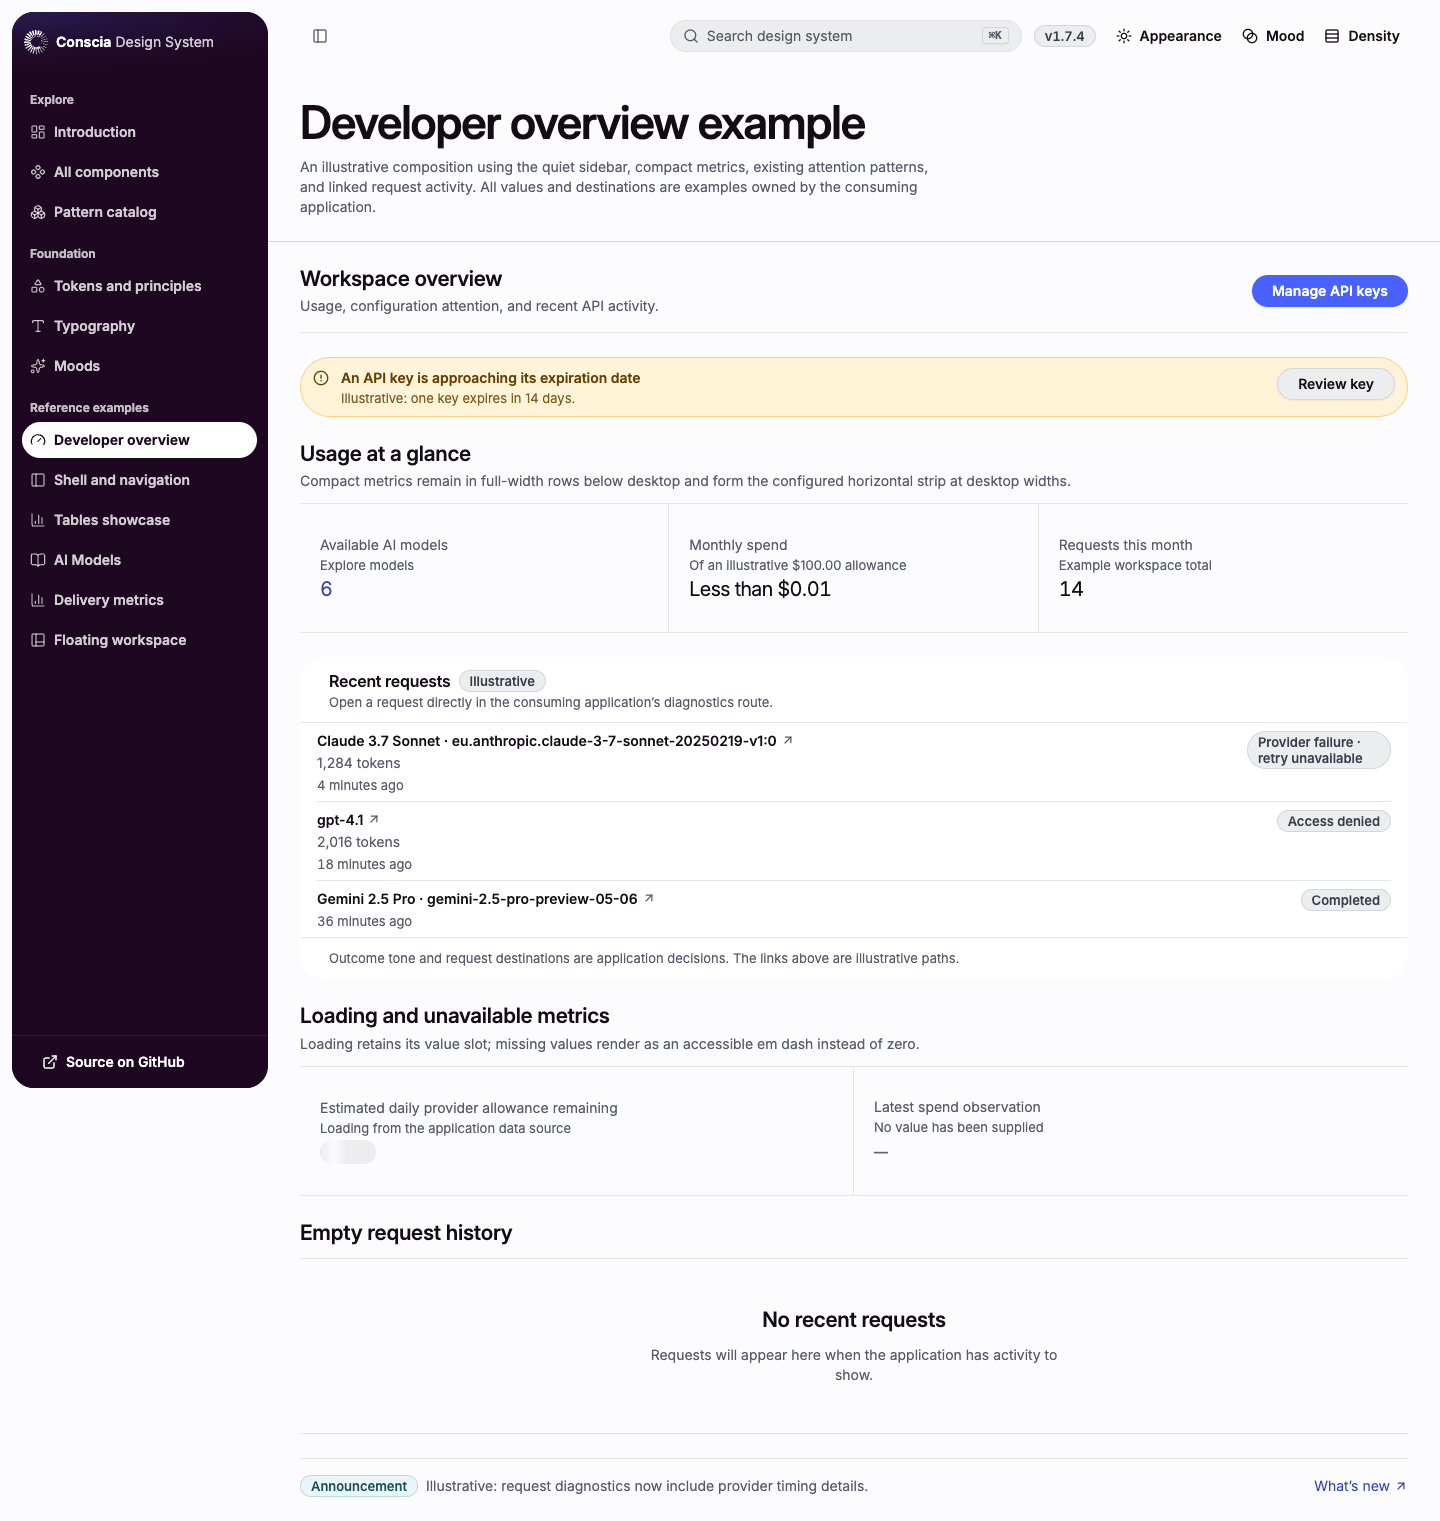 Conscia Design System
Explore
Introduction
All components
Pattern catalog
Foundation
Tokens and principles
Typography
Moods
Reference examples
Developer overview
Shell and navigation
Tables showcase
AI Models
Delivery metrics
Floating workspace
Source on GitHub
Search design system
⌘K
v1.7.4
Appearance
Mood
Density
Developer overview example
An illustrative composition using the quiet sidebar, compact metrics, existing attention patterns,
and linked request activity. All values and destinations are examples owned by the consuming
application.
Workspace overview
Usage, configuration attention, and recent API activity.
Manage API keys
An API key is approaching its expiration date
Illustrative: one key expires in 14 days.
Review key
Usage at a glance
Compact metrics remain in full-width rows below desktop and form the configured horizontal strip at desktop widths.
Available AI models
Explore models
6
Monthly spend
Of an illustrative $100.00 allowance
Less than $0.01
Requests this month
Example workspace total
14
Recent requests
Illustrative
Open a request directly in the consuming application’s diagnostics route.
Claude 3.7 Sonnet · eu.anthropic.claude-3-7-sonnet-20250219-v1:0
1,284 tokens
4 minutes ago
Provider failure ·
retry unavailable
gpt-4.1
2,016 tokens
18 minutes ago
Access denied
Gemini 2.5 Pro · gemini-2.5-pro-preview-05-06
36 minutes ago
Completed
Outcome tone and request destinations are application decisions. The links above are illustrative paths.
Loading and unavailable metrics
Loading retains its value slot; missing values render as an accessible em dash instead of zero.
Estimated daily provider allowance remaining
Loading from the application data source
Latest spend observation
No value has been supplied
—
Empty request history
No recent requests
Requests will appear here when the application has activity to
show.
Announcement
Illustrative: request diagnostics now include provider timing details.
What’s new